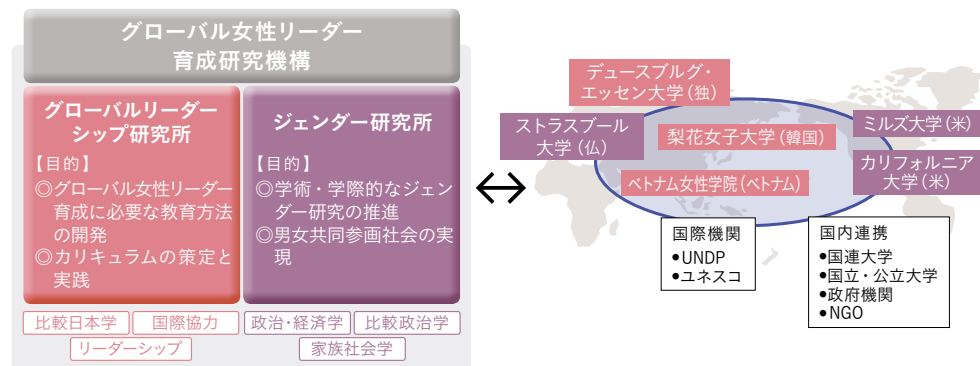 グローバル女性リーダー
育成研究機構
グローバルリーダー
シップ研究所
【目的】
◎グローバル女性リーダー
育成に必要な教育方法
の開発
◎カリキュラムの策定と
実践
ジェンダー研究所
【目的】
◎学術・学際的なジェン
ダー研究の推進
◎男女共同参画社会の実
現
比較日本学
国際協力
リーダーシップ
政治・経済学
比較政治学
家族社会学
デュースブルグ・
エッセン大学(独)
ストラスブール
大学(仏)
梨花女子大学(韓国)
ベトナム女性学院(ベトナム)
ミルズ大学(米)
カリフォルニア
大学(米)
国際機関
●UNDP
●ユネスコ
国内連携
●国連大学
●国立・公立大学
●政府機関
●NGO